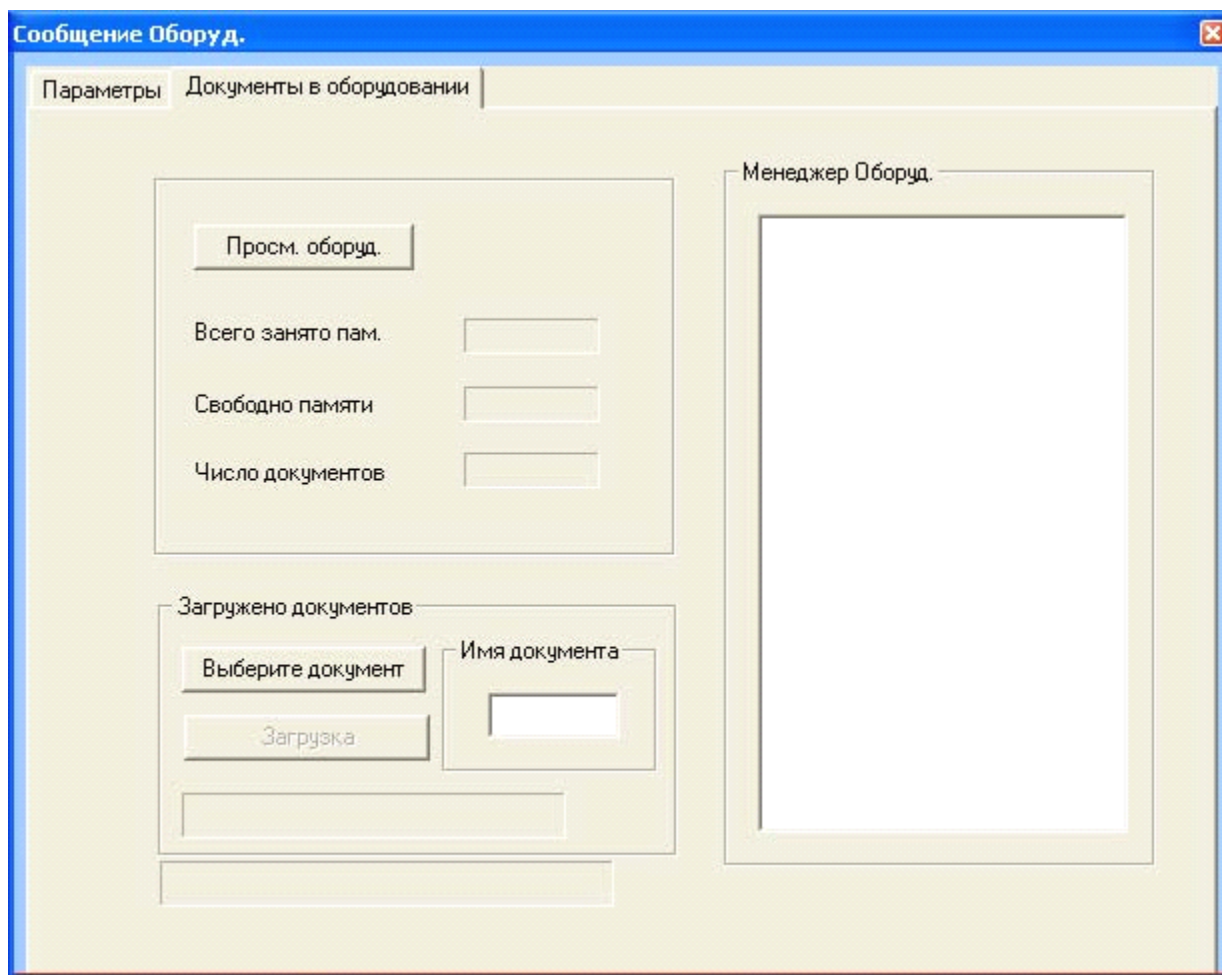 Сообщение Оборуд.
Параметры
Документы в оборудовании
Просм. оборуд.
Всего занято пам.
Свободно памяти
Число документов
Менеджер Оборуд.
Загружено документов
Выберите документ
Имя документа
Загрузка